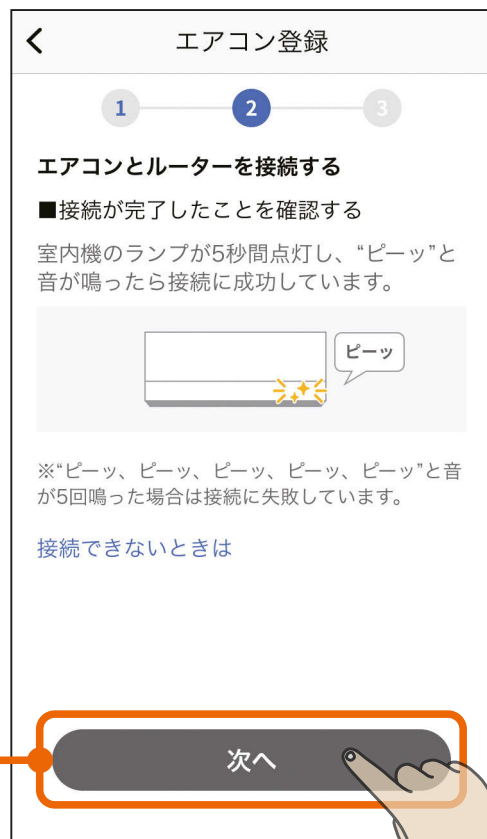 エアコン登録
1 2 3
エアコンとルーターを接続する
■接続が完了したことを確認する
室内機のランプが5秒間点灯し、“ピーッ”と
音が鳴ったら接続に成功しています。
ピーッ
※“ピーッ、ピーッ、ピーッ、ピーッ、ピーッ”と音
が5回鳴った場合は接続に失敗しています。
接続できないときは
次へ